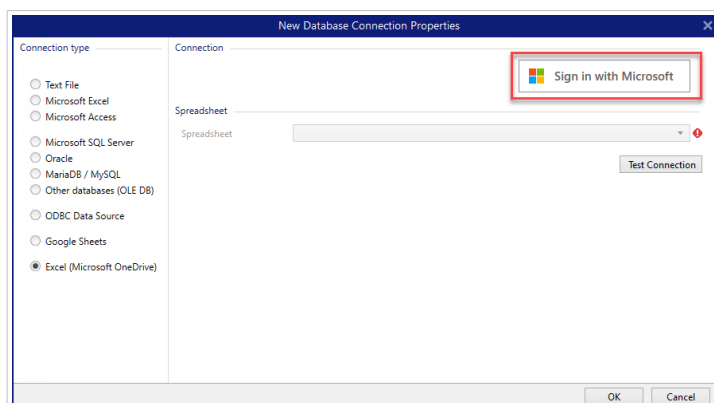 New Database Connection Properties
Connection type
Text File
Microsoft Excel
Microsoft Access
Microsoft SQL Server
Oracle
MariaDB / MySQL
Other databases (OLE DB)
ODBC Data Source
Google Sheets
Excel (Microsoft OneDrive)
Connection
Sign in with Microsoft
Spreadsheet
Spreadsheet
Test Connection
OK Cancel